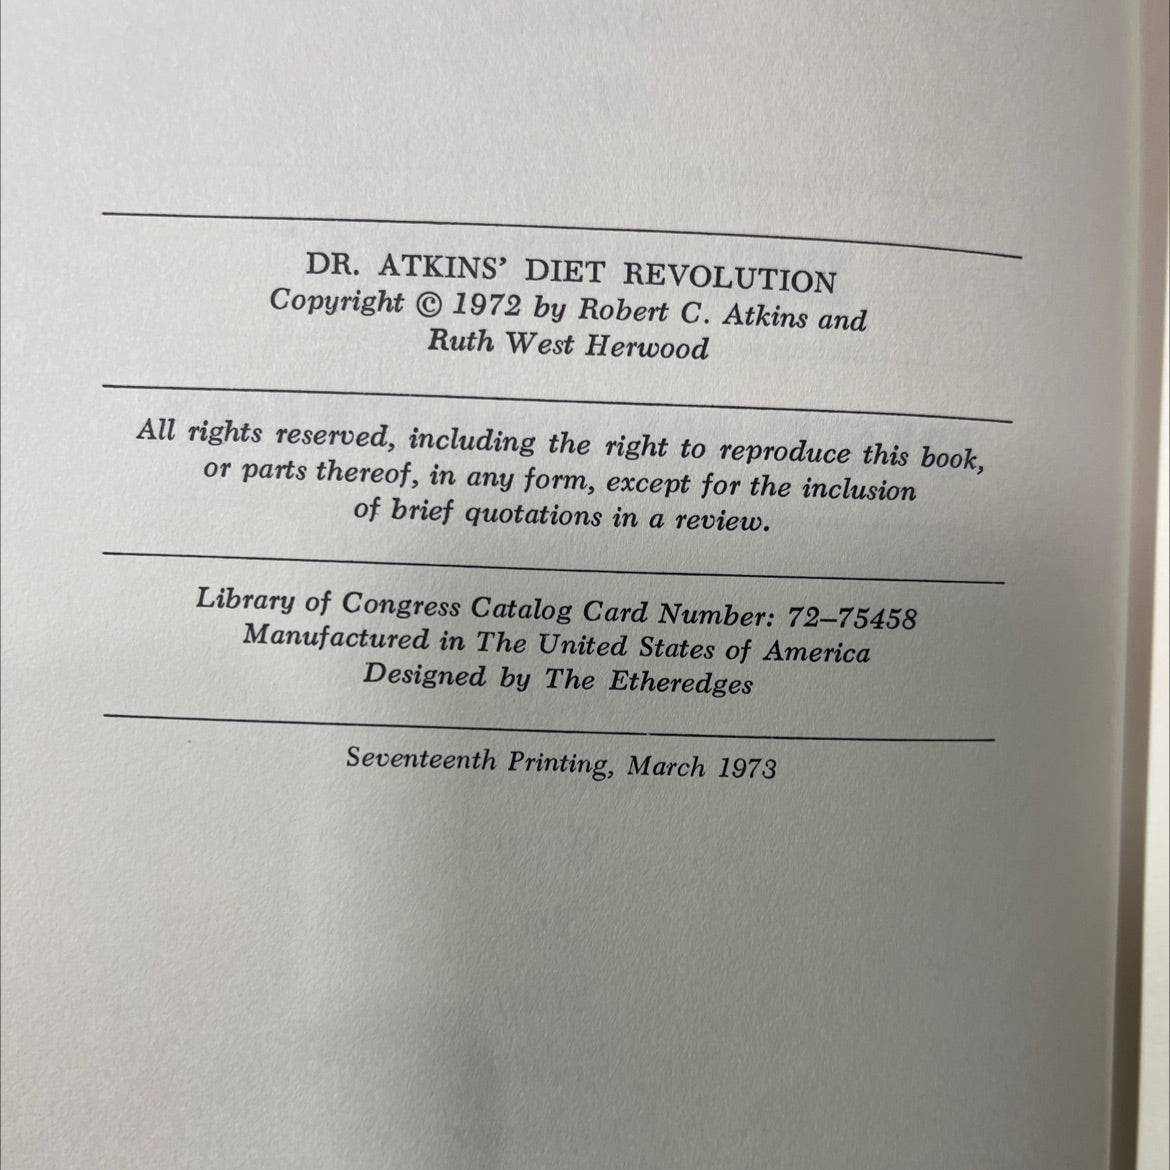 DR. ATKINS’ DIET REVOLUTION
Copyright © 1972 by Robert C. Atkins and
Ruth West Herwood
All rights reserved, including the right to reproduce this book,
or parts thereof, in any form, except for the inclusion
of brief quotations in a review.
Library of Congress Catalog Card Number: 72–75458
Manufactured in The United States of America
Designed by The Etheredges
Seventeenth Printing, March 1973